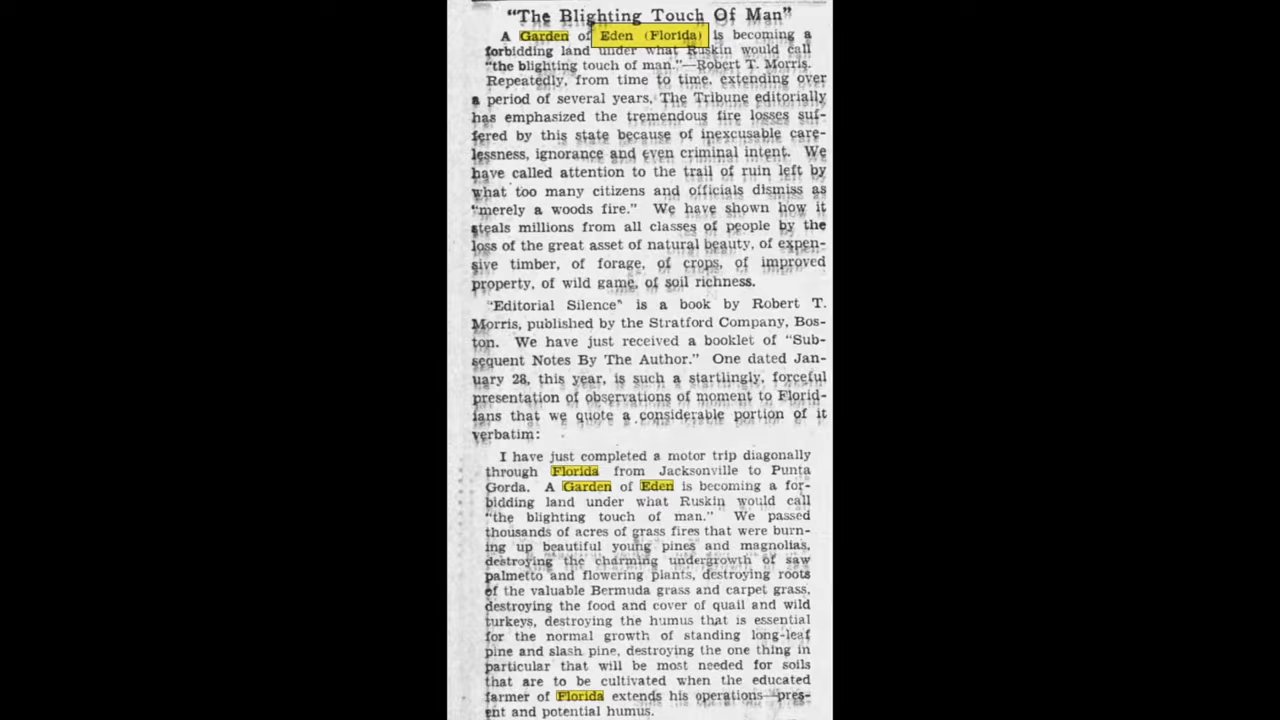 "The Blighting Touch Of Man"
A Garden of Eden (Florida) is becoming a
forbidding land under what Ruskin would call
"the blighting touch of man."—Robert T. Morris.
Repeatedly, from time to time, extending over
a period of several years, The Tribune editorially
has emphasized the tremendous fire losses suf-
fered by this state because of inexcusable care-
lessness, ignorance and even criminal intent. We
have called attention to the trail of ruin left by
what too many citizens and officials dismiss as
"merely a woods fire." We have shown how it
steals millions from all classes of people by the
loss of the great asset of natural beauty, of expen-
sive timber, of forage, of crops, of improved
property, of wild game, of soil richness.
"Editorial Silence" is a book by Robert T.
Morris, published by the Stratford Company, Bos-
ton. We have just received a booklet of "Sub-
sequent Notes By The Author." One dated Jan-
uary 28, this year, is such a startlingly, forceful
presentation of observations of moment to Florid-
ians that we quote a considerable portion of it
verbatim:
I have just completed a motor trip diagonally
through Florida from Jacksonville to Punta
Gorda. A Garden of Eden is becoming a for-
bidding land under what Ruskin would call
"the blighting touch of man." We passed
thousands of acres of grass fires that were burn-
ing up beautiful young pines and magnolias,
destroying the charming undergrowth of saw
palmetto and flowering plants, destroying roots
of the valuable Bermuda grass and carpet grass,
destroying the food and cover of quail and wild
turkeys, destroying the humus that is essential
for the normal growth of standing long-leaf
pine and slash pine, destroying the one thing in
particular that will be most needed for soils
that are to be cultivated when the educated
farmer of Florida extends his operations—pres-
ent and potential humus.